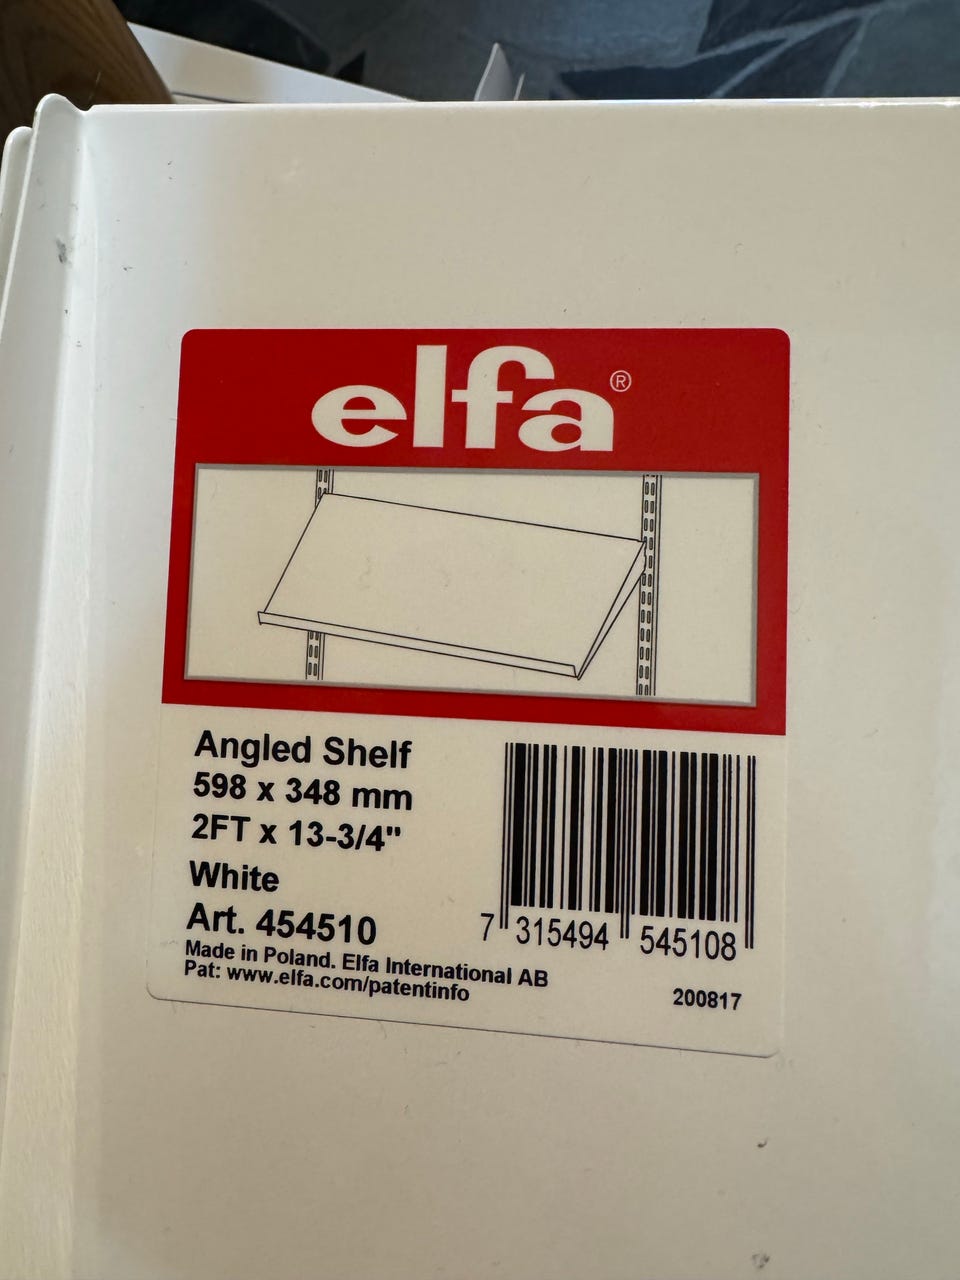 elfa®
Angled Shelf
598 x 348 mm
2FT x 13-3/4"
White
Art. 454510
Made in Poland. Elfa International AB
Pat: www.elfa.com/patentinfo
7 315494 545108
200817